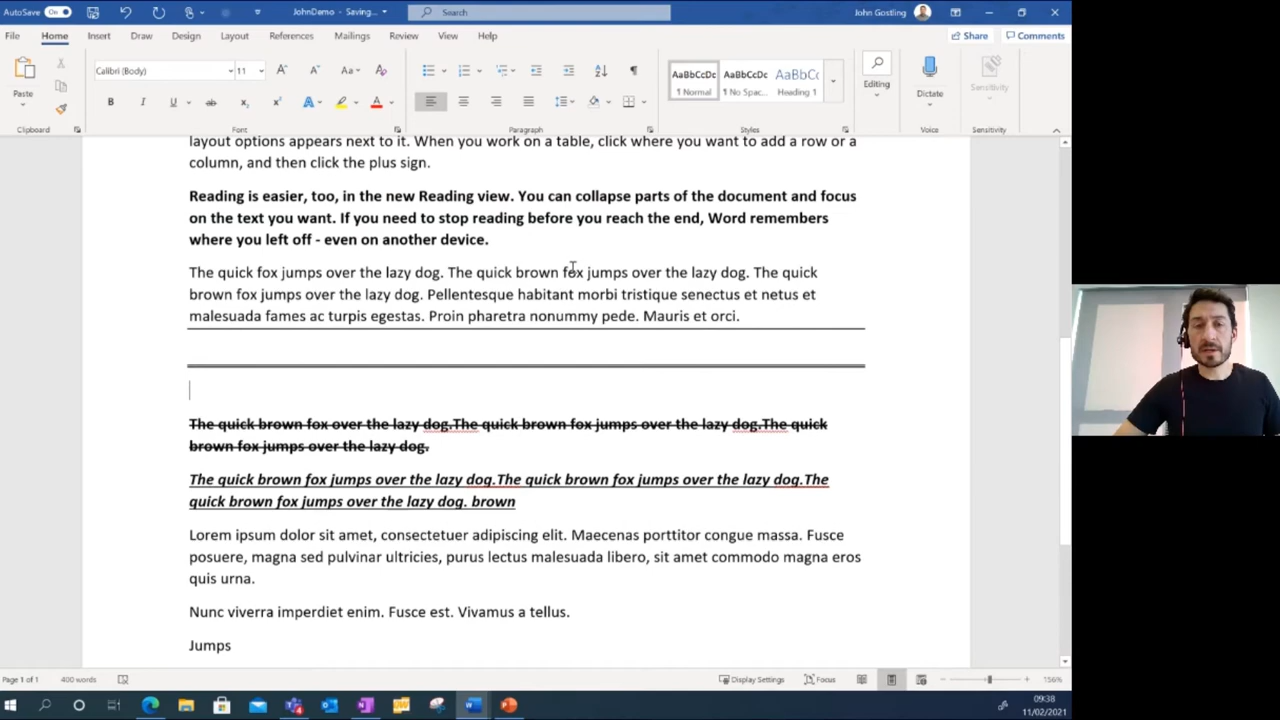 AutoSave On JohnDemo - Saving... Search John Gostling
File Home Insert Draw Design Layout References Mailings Review View Help Share Comments
Calibri (Body) 11 Aa AaBbCcDc AaBbCcDc AaBbCc
Paste B I U ab x2 x2 A A 1 Normal 1 No Spac... Heading 1 Editing Dictate Sensitivity
Clipboard Font Paragraph Styles Voice Sensitivity
layout options appears next to it. When you work on a table, click where you want to add a row or a
column, and then click the plus sign.
Reading is easier, too, in the new Reading view. You can collapse parts of the document and focus
on the text you want. If you need to stop reading before you reach the end, Word remembers
where you left off - even on another device.
The quick fox jumps over the lazy dog. The quick brown fox jumps over the lazy dog. The quick
brown fox jumps over the lazy dog. Pellentesque habitant morbi tristique senectus et netus et
malesuada fames ac turpis egestas. Proin pharetra nonummy pede. Mauris et orci.
The quick brown fox over the lazy dog.The quick brown fox jumps over the lazy dog.The quick
brown fox jumps over the lazy dog.
The quick brown fox jumps over the lazy dog.The quick brown fox jumps over the lazy dog.The
quick brown fox jumps over the lazy dog. brown
Lorem ipsum dolor sit amet, consectetuer adipiscing elit. Maecenas porttitor congue massa. Fusce
posuere, magna sed pulvinar ultricies, purus lectus malesuada libero, sit amet commodo magna eros
quis urna.
Nunc viverra imperdiet enim. Fusce est. Vivamus a tellus.
Jumps
Page 1 of 1 400 words Display Settings Focus 156%
09:38
11/02/2021